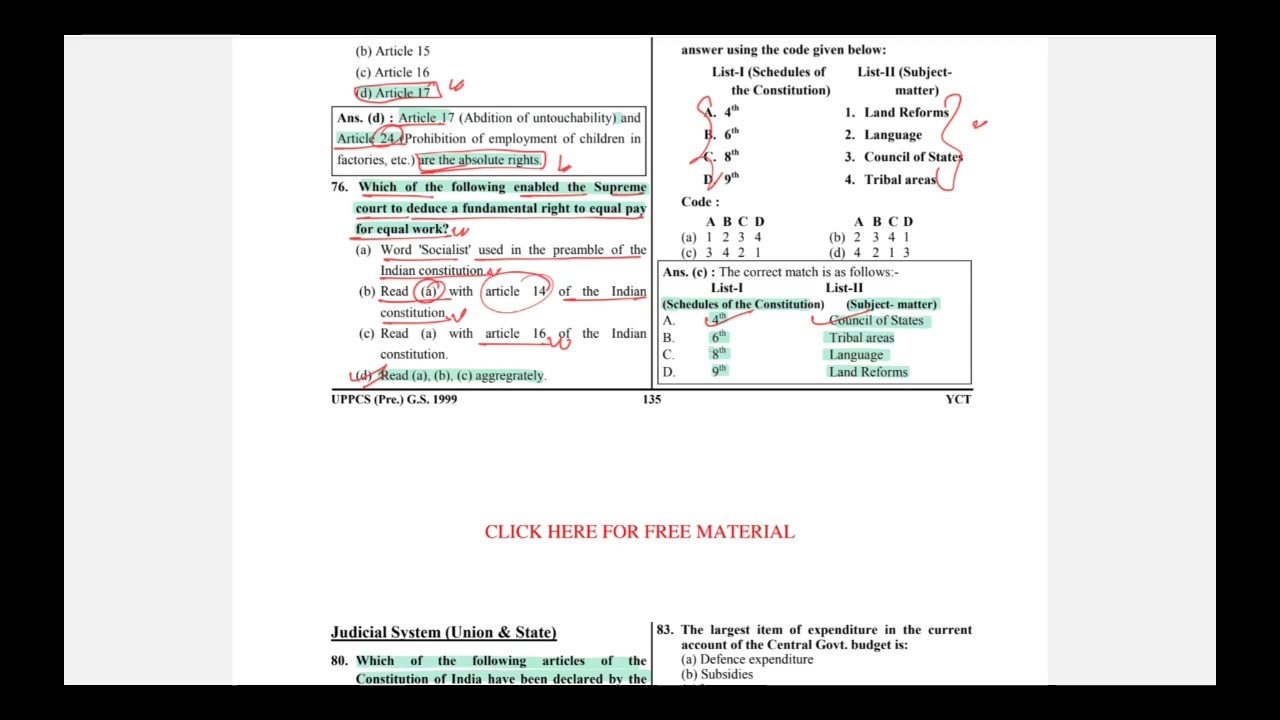 (b) Article 15
(c) Article 16
(d) Article 17
Ans. (d) : Article 17 (Abdition of untouchability) and
Article 24 (Prohibition of employment of children in
factories, etc.) are the absolute rights.
76. Which of the following enabled the Supreme
court to deduce a fundamental right to equal pay
for equal work?
(a) Word 'Socialist' used in the preamble of the
Indian constitution.
(b) Read (a) with article 14 of the Indian
constitution.
(c) Read (a) with article 16 of the Indian
constitution.
(d) Read (a), (b), (c) aggregrately.
answer using the code given below:
List-I (Schedules of List-II (Subject-
the Constitution) matter)
A. 4th 1. Land Reforms
B. 6th 2. Language
C. 8th 3. Council of States
D. 9th 4. Tribal areas
Code :
A B C D A B C D
(a) 1 2 3 4 (b) 2 3 4 1
(c) 3 4 2 1 (d) 4 2 1 3
Ans. (c) : The correct match is as follows:-
List-I List-II
(Schedules of the Constitution) (Subject- matter)
A. 4th Council of States
B. 6th Tribal areas
C. 8th Language
D. 9th Land Reforms
UPPCS (Pre.) G.S. 1999 135 YCT
CLICK HERE FOR FREE MATERIAL
Judicial System (Union & State)
80. Which of the following articles of the
Constitution of India have been declared by the
83. The largest item of expenditure in the current
account of the Central Govt. budget is:
(a) Defence expenditure
(b) Subsidies